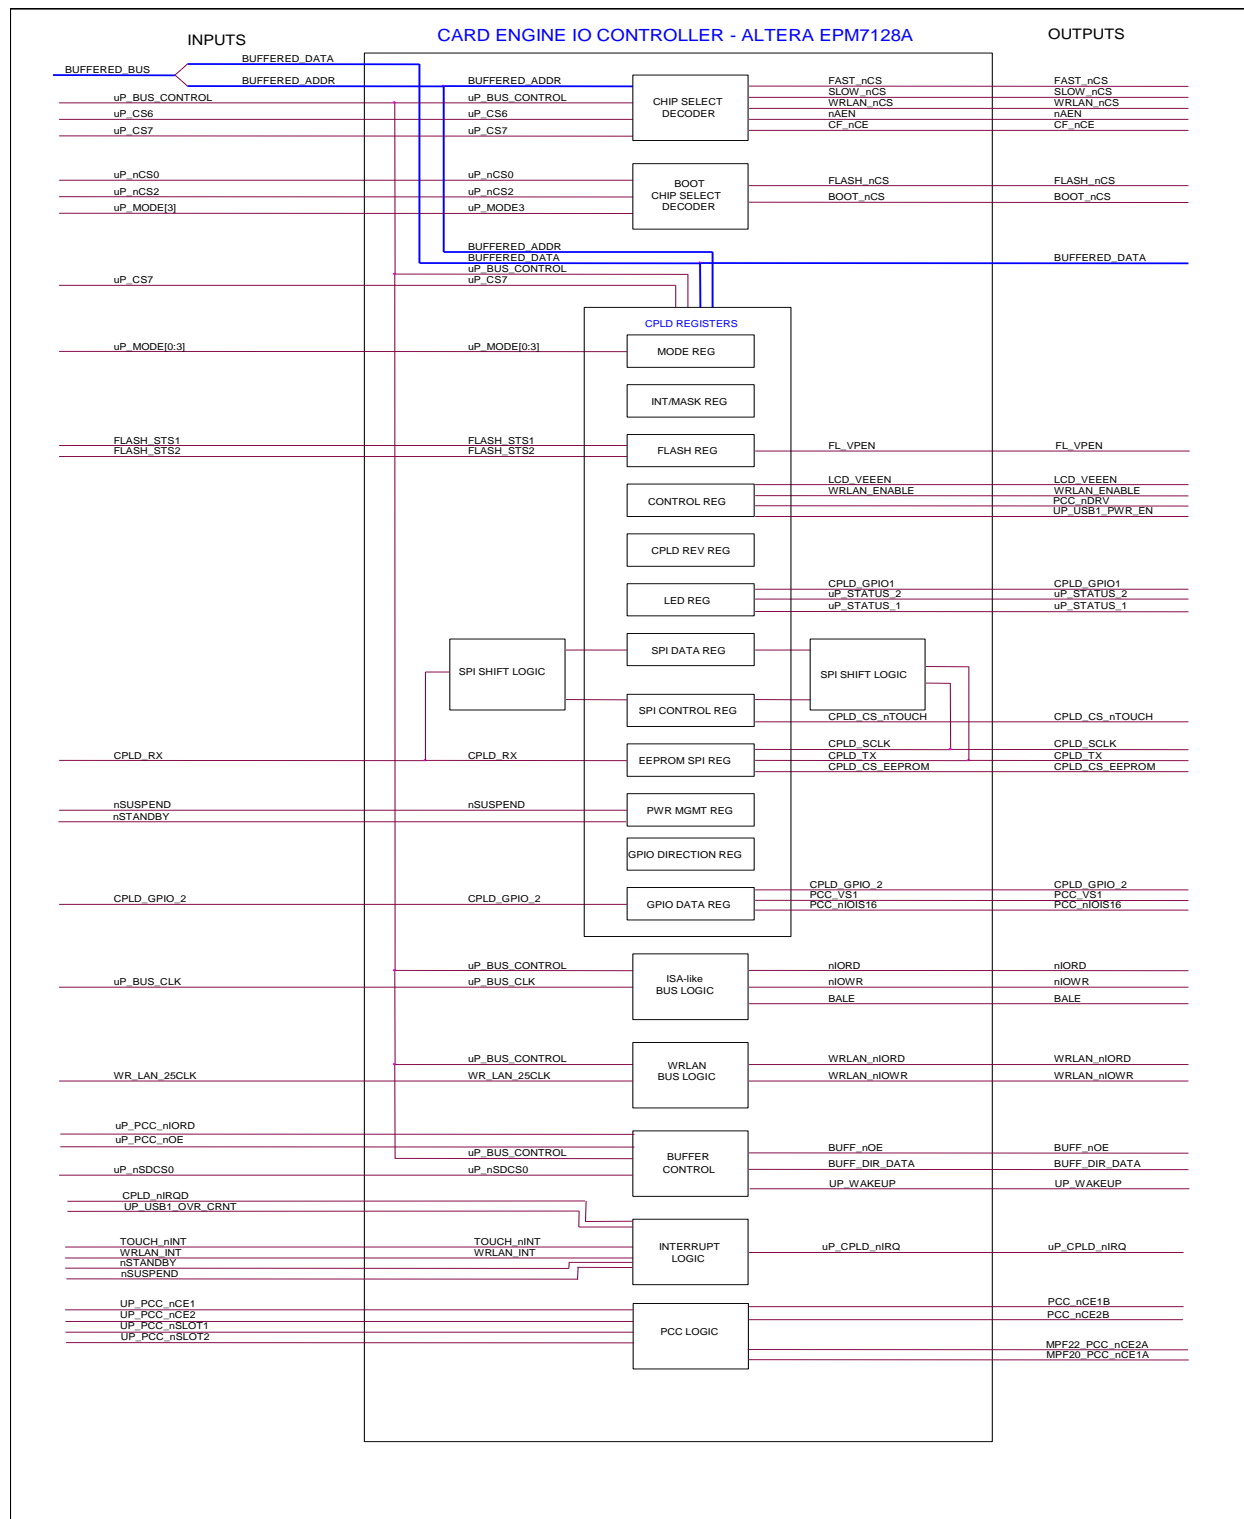 INPUTS
CARD ENGINE IO CONTROLLER - ALTERA EPM7128A
OUTPUTS
BUFFERED_BUS
BUFFERED_DATA
BUFFERED_ADDR
BUFFERED_ADDR
FAST_nCS
FAST_nCS
SLOW_nCS
SLOW_nCS
uP_BUS_CONTROL
uP_BUS_CONTROL
CHIP SELECT
DECODER
WRLAN_nCS
WRLAN_nCS
uP_CS6
uP_CS6
nAEN
nAEN
uP_CS7
uP_CS7
CF_nCE
CF_nCE
uP_nCS0
uP_nCS0
BOOT
CHIP SELECT
DECODER
FLASH_nCS
FLASH_nCS
uP_nCS2
uP_nCS2
BOOT_nCS
BOOT_nCS
uP_MODE[3]
uP_MODE3
BUFFERED_ADDR
BUFFERED_DATA
BUFFERED_DATA
uP_BUS_CONTROL
uP_CS7
uP_CS7
CPLD REGISTERS
uP_MODE[0:3]
uP_MODE[0:3]
MODE REG
INT/MASK REG
FLASH_STS1
FLASH_STS1
FLASH_STS2
FLASH_STS2
FLASH REG
FL_VPEN
FL_VPEN
LCD_VEEEN
LCD_VEEEN
WRLAN_ENABLE
WRLAN_ENABLE
CONTROL REG
PCC_nDRV
UP_USB1_PWR_EN
CPLD REV REG
CPLD_GPIO1
CPLD_GPIO1
LED REG
uP_STATUS_2
uP_STATUS_2
uP_STATUS_1
uP_STATUS_1
SPI SHIFT LOGIC
SPI DATA REG
SPI SHIFT LOGIC
SPI CONTROL REG
CPLD_CS_nTOUCH
CPLD_CS_nTOUCH
CPLD_SCLK
CPLD_SCLK
CPLD_RX
CPLD_RX
EEPROM SPI REG
CPLD_TX
CPLD_TX
CPLD_CS_EEPROM
CPLD_CS_EEPROM
nSUSPEND
nSUSPEND
nSTANDBY
PWR MGMT REG
GPIO DIRECTION REG
CPLD_GPIO_2
CPLD_GPIO_2
GPIO DATA REG
CPLD_GPIO_2
CPLD_GPIO_2
PCC_VS1
PCC_VS1
PCC_nIOIS16
PCC_nIOIS16
uP_BUS_CONTROL
ISA-like
BUS LOGIC
nIORD
nIORD
uP_BUS_CLK
uP_BUS_CLK
nIOWR
nIOWR
BALE
BALE
uP_BUS_CONTROL
WRLAN
BUS LOGIC
WRLAN_nIORD
WRLAN_nIORD
WR_LAN_25CLK
WR_LAN_25CLK
WRLAN_nIOWR
WRLAN_nIOWR
uP_PCC_nIORD
uP_PCC_nOE
uP_BUS_CONTROL
BUFFER
CONTROL
BUFF_nOE
BUFF_nOE
uP_nSDCS0
uP_nSDCS0
BUFF_DIR_DATA
BUFF_DIR_DATA
UP_WAKEUP
UP_WAKEUP
CPLD_nIRQD
UP_USB1_OVR_CRNT
TOUCH_nINT
TOUCH_nINT
WRLAN_INT
WRLAN_INT
nSTANDBY
nSUSPEND
INTERRUPT
LOGIC
uP_CPLD_nIRQ
uP_CPLD_nIRQ
UP_PCC_nCE1
UP_PCC_nCE2
UP_PCC_nSLOT1
UP_PCC_nSLOT2
PCC LOGIC
PCC_nCE1B
PCC_nCE2B
MPF22_PCC_nCE2A
MPF20_PCC_nCE1A